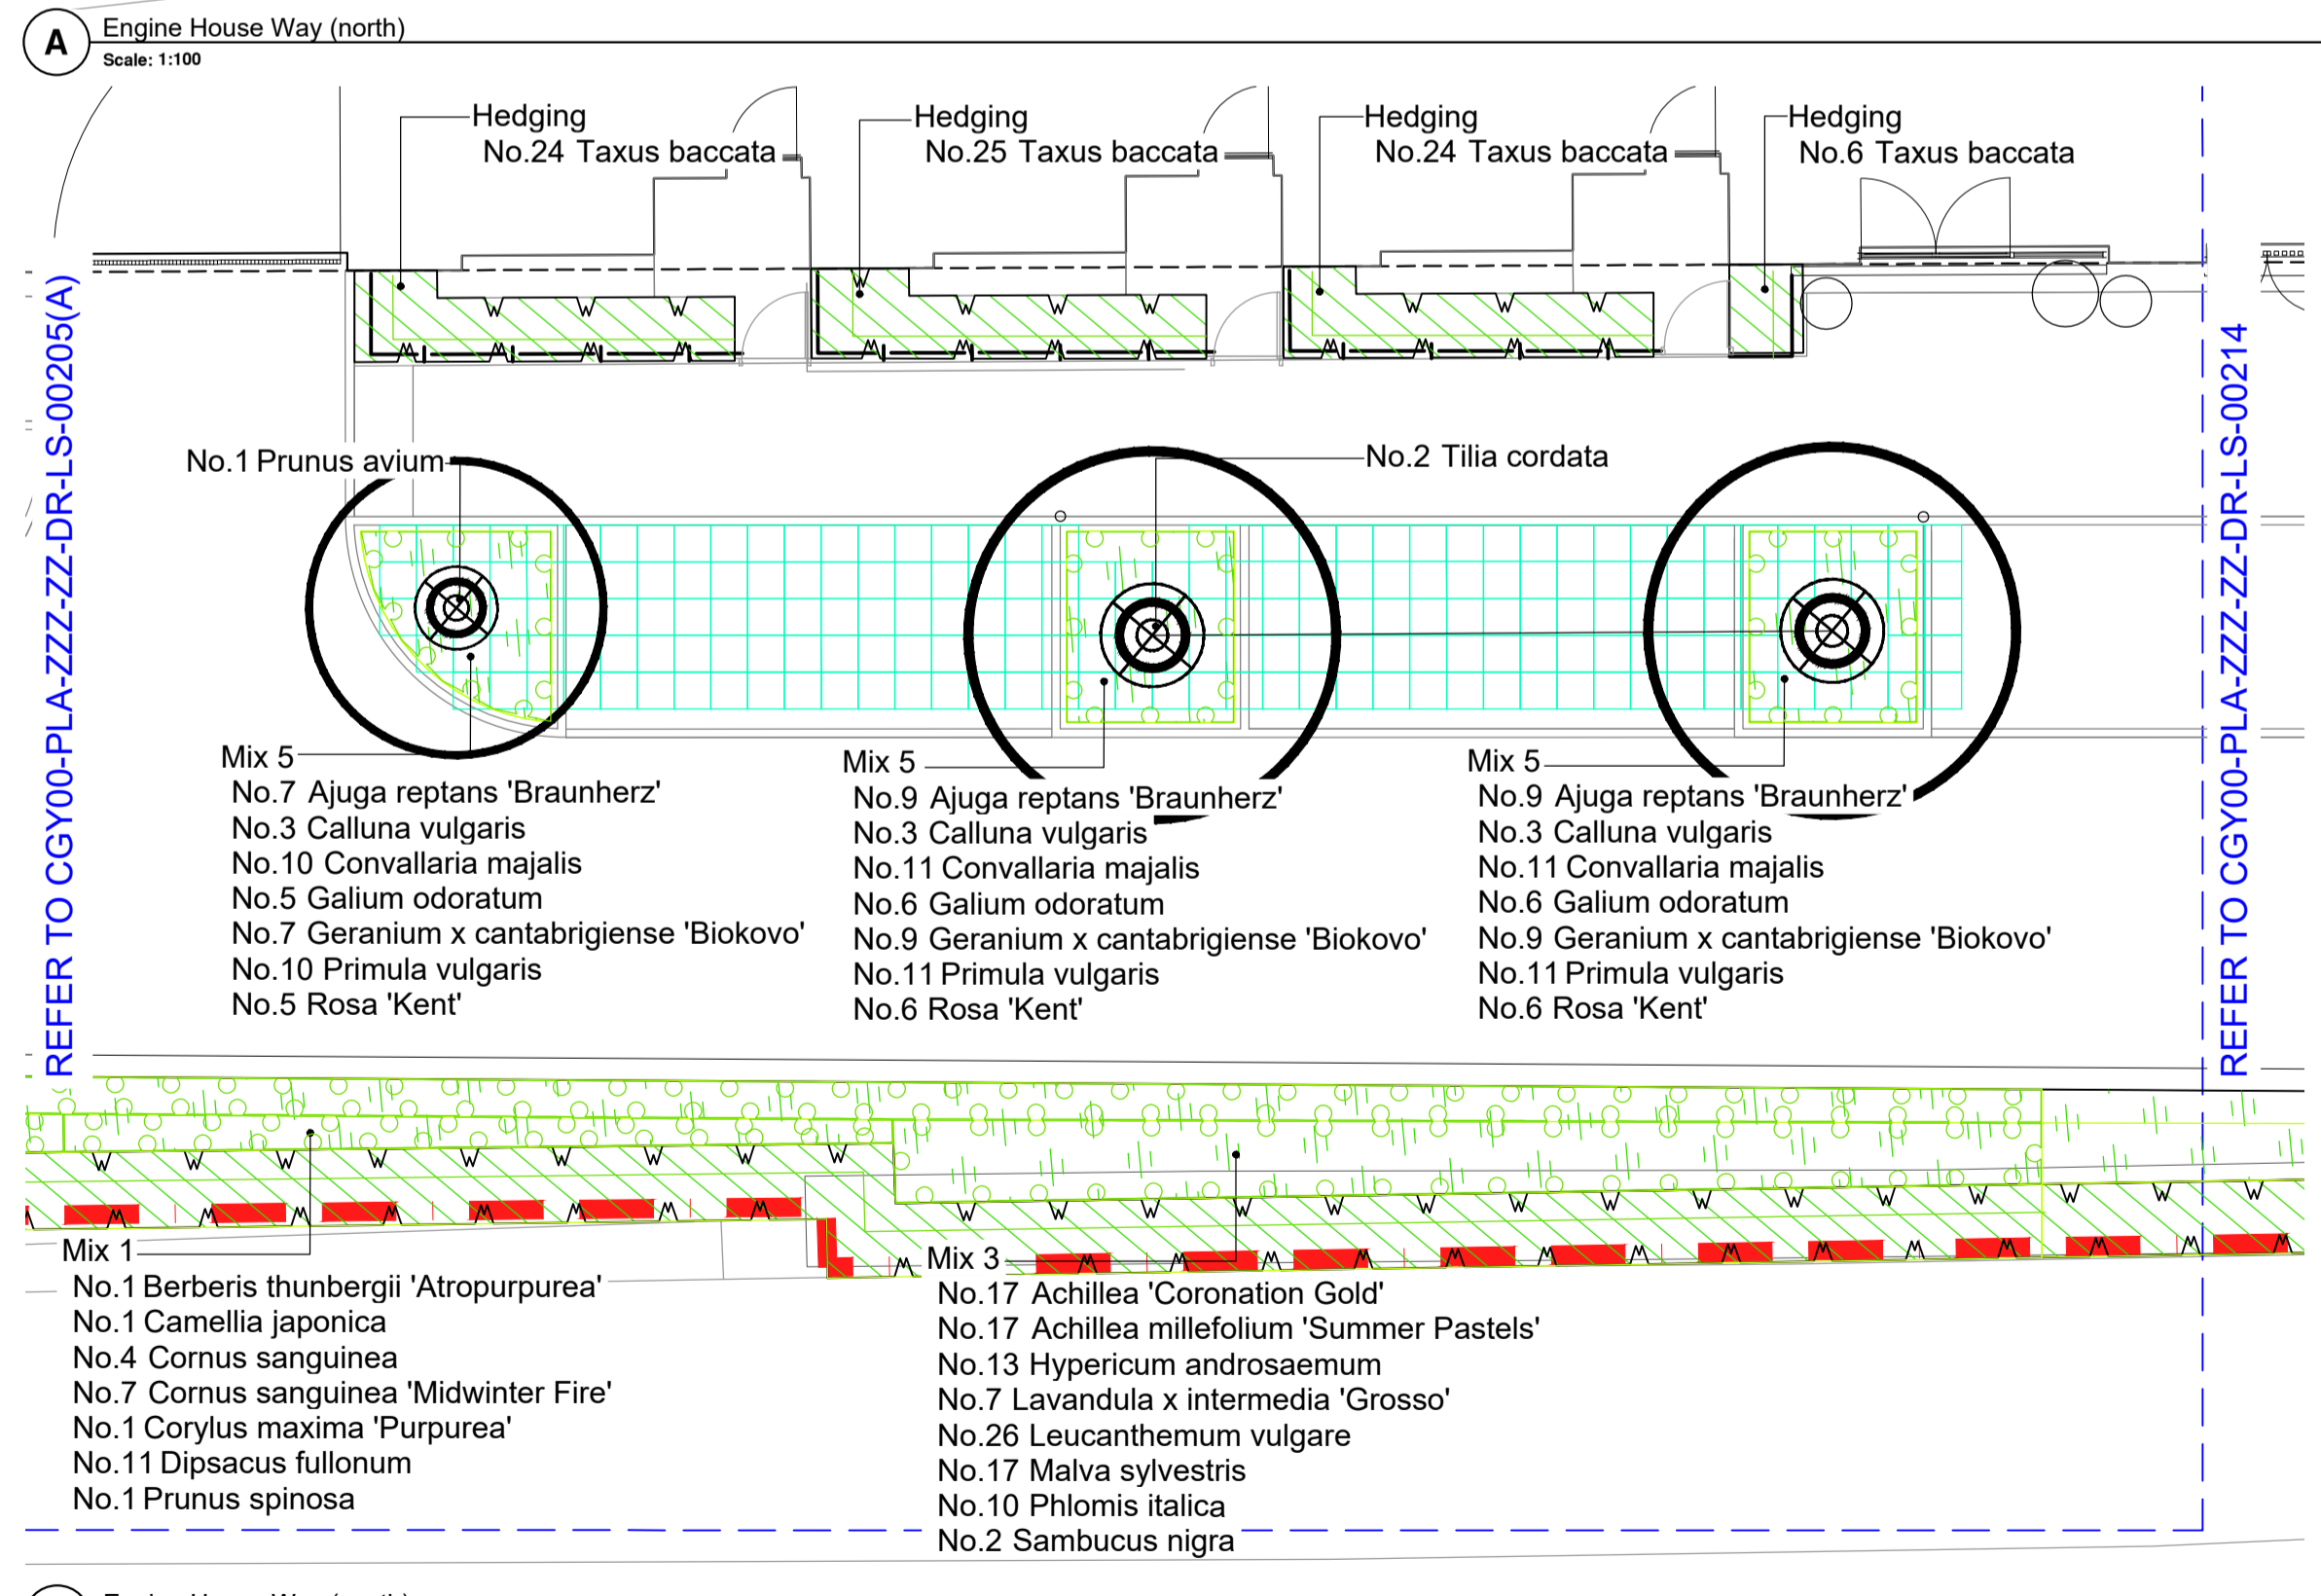 A
Engine House Way (north)
Scale: 1:100
Hedging
No.24 Taxus baccata
Hedging
No.25 Taxus baccata
Hedging
No.24 Taxus baccata
Hedging
No.6 Taxus baccata
REFER TO CGY00-PLA-ZZZ-ZZ-DR-LS-00205(A)
REFER TO CGY00-PLA-ZZZ-ZZ-DR-LS-00214
No.1 Prunus avium
No.2 Tilia cordata
Mix 5
No.7 Ajuga reptans 'Braunherz'
No.3 Calluna vulgaris
No.10 Convallaria majalis
No.5 Galium odoratum
No.7 Geranium x cantabrigiense 'Biokovo'
No.10 Primula vulgaris
No.5 Rosa 'Kent'
Mix 5
No.9 Ajuga reptans 'Braunherz'
No.3 Calluna vulgaris
No.11 Convallaria majalis
No.6 Galium odoratum
No.9 Geranium x cantabrigiense 'Biokovo'
No.11 Primula vulgaris
No.6 Rosa 'Kent'
Mix 5
No.9 Ajuga reptans 'Braunherz'
No.3 Calluna vulgaris
No.11 Convallaria majalis
No.6 Galium odoratum
No.9 Geranium x cantabrigiense 'Biokovo'
No.11 Primula vulgaris
No.6 Rosa 'Kent'
Mix 1
No.1 Berberis thunbergii 'Atropurpurea'
No.1 Camellia japonica
No.4 Cornus sanguinea
No.7 Cornus sanguinea 'Midwinter Fire'
No.1 Corylus maxima 'Purpurea'
No.11 Dipsacus fullonum
No.1 Prunus spinosa
Mix 3
No.17 Achillea 'Coronation Gold'
No.17 Achillea millefolium 'Summer Pastels'
No.13 Hypericum androsaemum
No.7 Lavandula x intermedia 'Grosso'
No.26 Leucanthemum vulgare
No.17 Malva sylvestris
No.10 Phlomis italica
No.2 Sambucus nigra